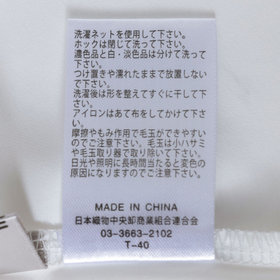 洗濯ネットを使用して下さい。
ホックは閉じて洗って下さい。
濃色品と白・淡色品は分けて洗って
下さい。
つけ置きや濡れたままで放置しない
で下さい。
洗濯後は形を整えてすぐに干して下
さい。
アイロンはあて布をしてかけて下さ
い。
摩擦やもみ作用で毛玉ができやすい
のでご注意下さい。毛玉は小ハサミ
や毛玉取り器で取り除いて下さい。
日光や照明に長時間当たると変色の
原因になりますのでご注意下さい。
MADE IN CHINA
日本織物中央卸商業組合連合会
03-3663-2102
T-40